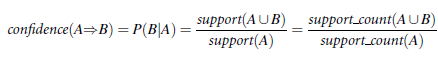 confidence(A⇒B) = P(B|A) = support(A ∪ B) / support(A) = support_count(A ∪ B) / support_count(A)